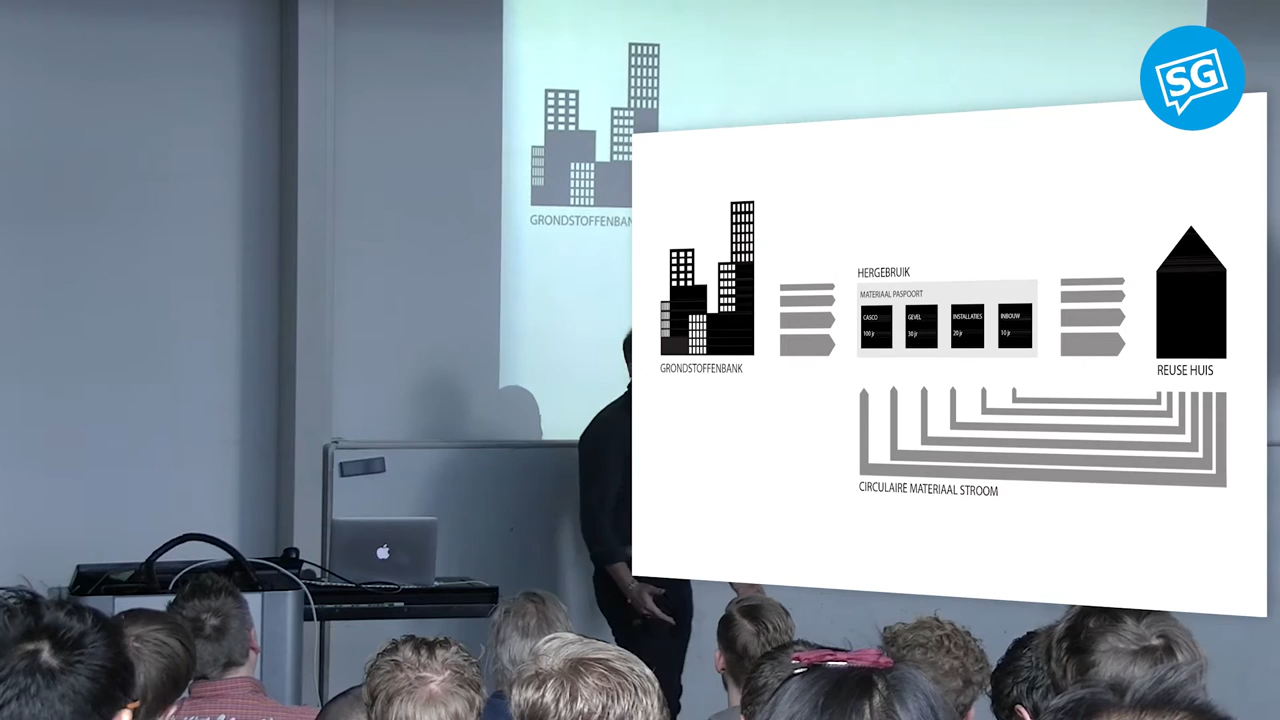 SG
GRONDSTOFFENBAN
HERGEBRUIK
MATERIAAL PASPOORT
CASCO
100 jr
GEVEL
30 jr
INSTALLATIES
20 jr
INBOUW
10 jr
GRONDSTOFFENBANK
REUSE HUIS
CIRCULAIRE MATERIAAL STROOM